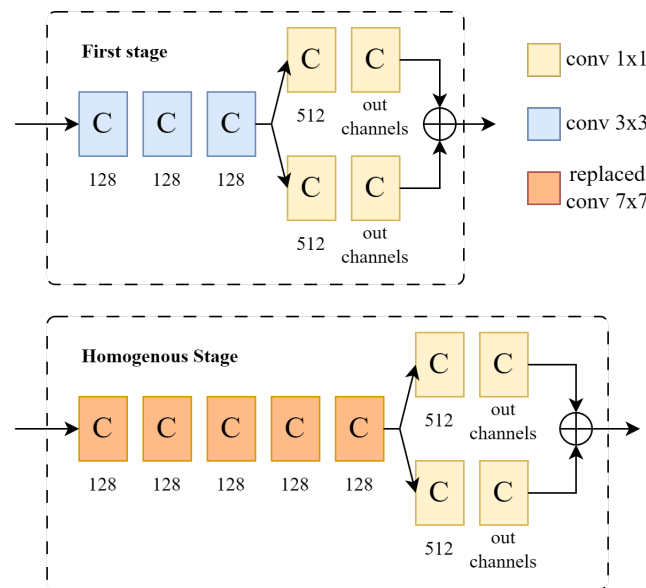 First stage
C
C
C
128
128
128
C
C
512
out
channels
C
C
512
out
channels
conv 1x1
conv 3x3
replaced
conv 7x7
Homogenous Stage
C
C
C
C
C
128
128
128
128
128
C
C
512
out
channels
C
C
512
out
channels